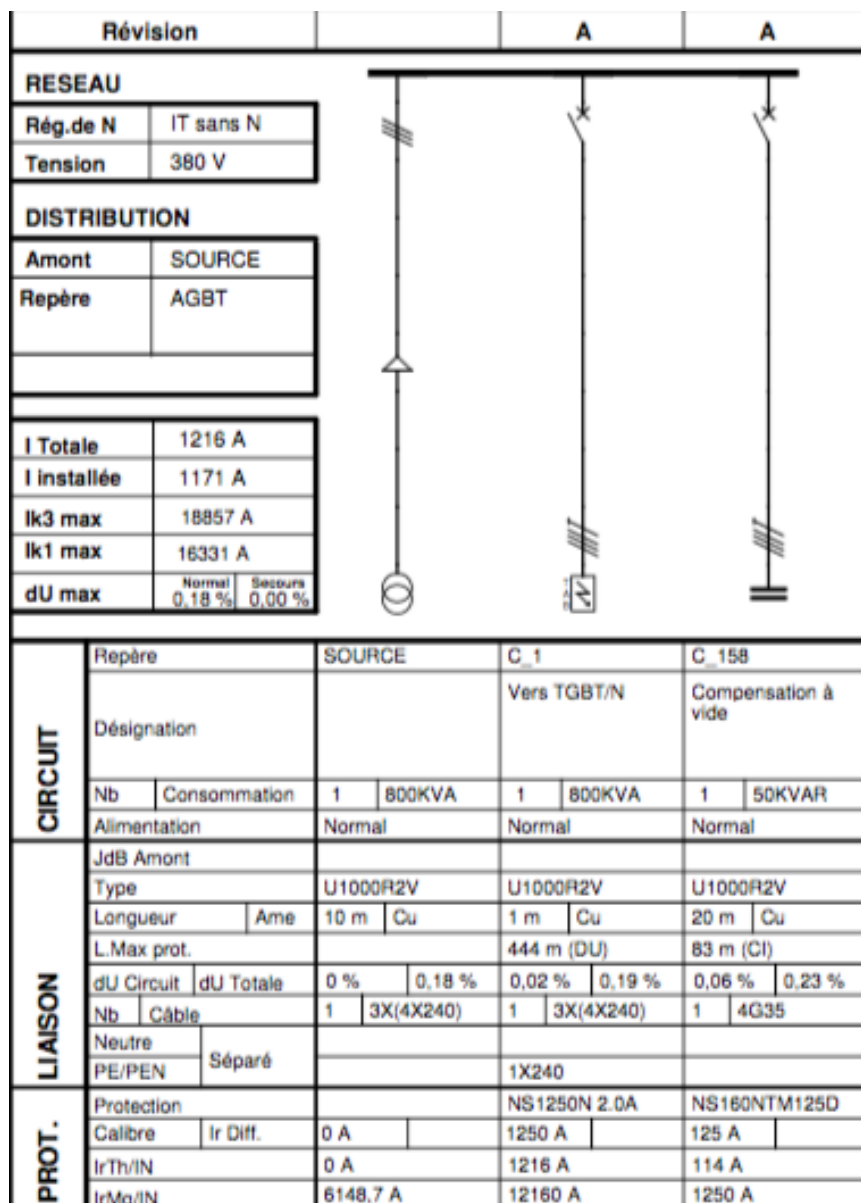 Révision A A
RESEAU
Rég.de N IT sans N
Tension 380 V
DISTRIBUTION
Amont SOURCE
Repère AGBT
I Totale 1216 A
I installée 1171 A
Ik3 max 18857 A
Ik1 max 16331 A
dU max Normal 0,18 % Secours 0,00 %
CIRCUIT
Repère SOURCE C_1 C_158
Désignation Vers TGBT/N Compensation à
vide
Nb Consommation 1 800KVA 1 800KVA 1 50KVAR
Alimentation Normal Normal Normal
LIAISON
JdB Amont
Type U1000R2V U1000R2V U1000R2V
Longueur Ame 10 m Cu 1 m Cu 20 m Cu
L.Max prot. 444 m (DU) 83 m (CI)
dU Circuit dU Totale 0 % 0,18 % 0,02 % 0,19 % 0,06 % 0,23 %
Nb Câble 1 3X(4X240) 1 3X(4X240) 1 4G35
Neutre Séparé
PE/PEN 1X240
PROT.
Protection NS1250N 2.0A NS160NTM125D
Calibre Ir Diff. 0 A 1250 A 125 A
IrTh/IN 0 A 1216 A 114 A
IrMg/IN 6148,7 A 12160 A 1250 A